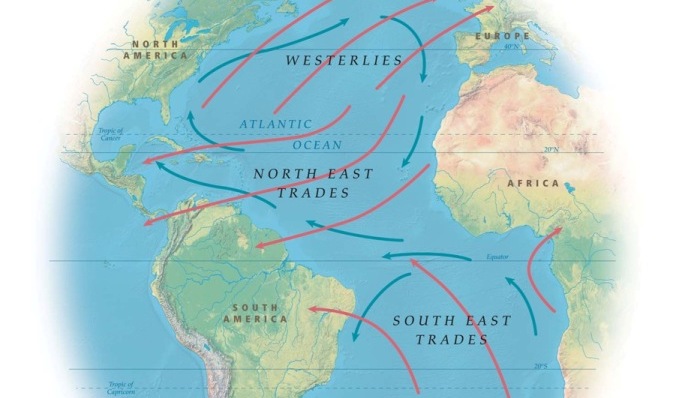 NORTH
AMERICA
EUROPE
40°N
WESTERLIES
ATLANTIC
OCEAN
Tropic of
Cancer
20°N
NORTH EAST
TRADES
AFRICA
Equator
SOUTH
AMERICA
SOUTH EAST
TRADES
20°S
Tropic of
Capricorn